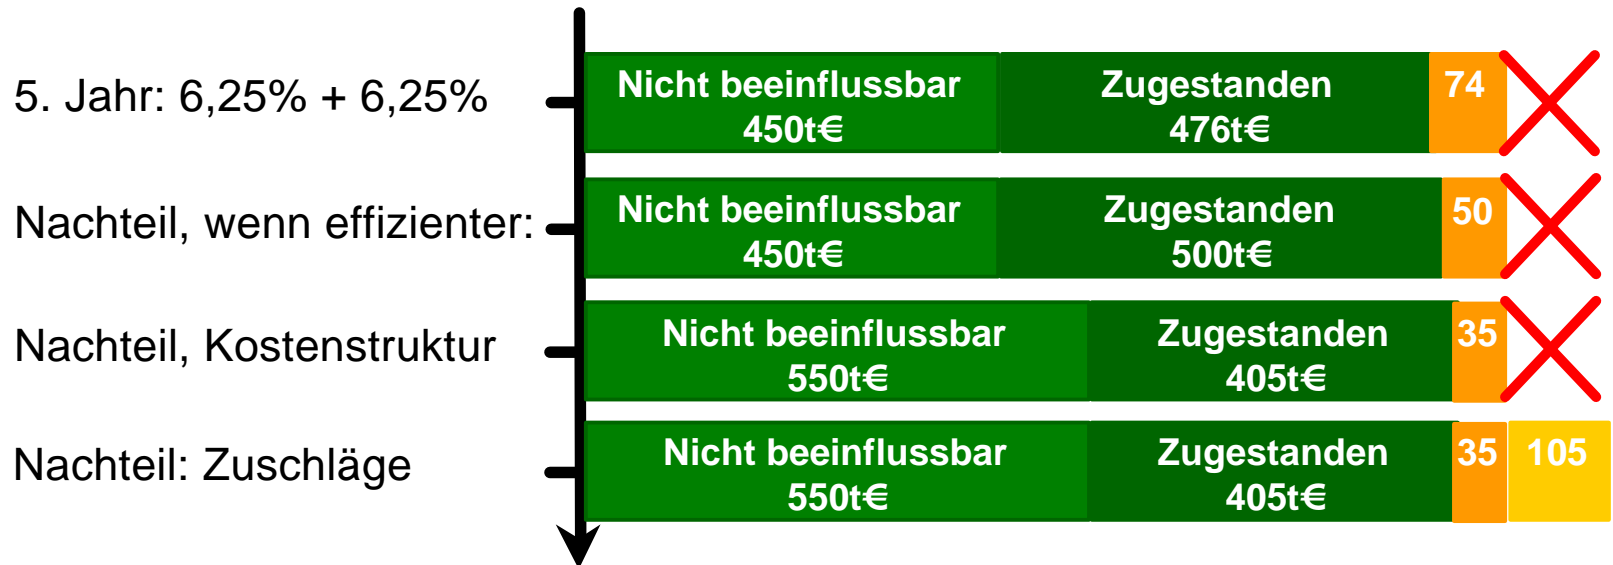 5. Jahr: 6,25% + 6,25%
Nicht beeinflussbar
450t€
Zugestanden
476t€
74
Nachteil, wenn effizienter:
Nicht beeinflussbar
450t€
Zugestanden
500t€
50
Nachteil, Kostenstruktur
Nicht beeinflussbar
550t€
Zugestanden
405t€
35
Nachteil: Zuschläge
Nicht beeinflussbar
550t€
Zugestanden
405t€
35
105